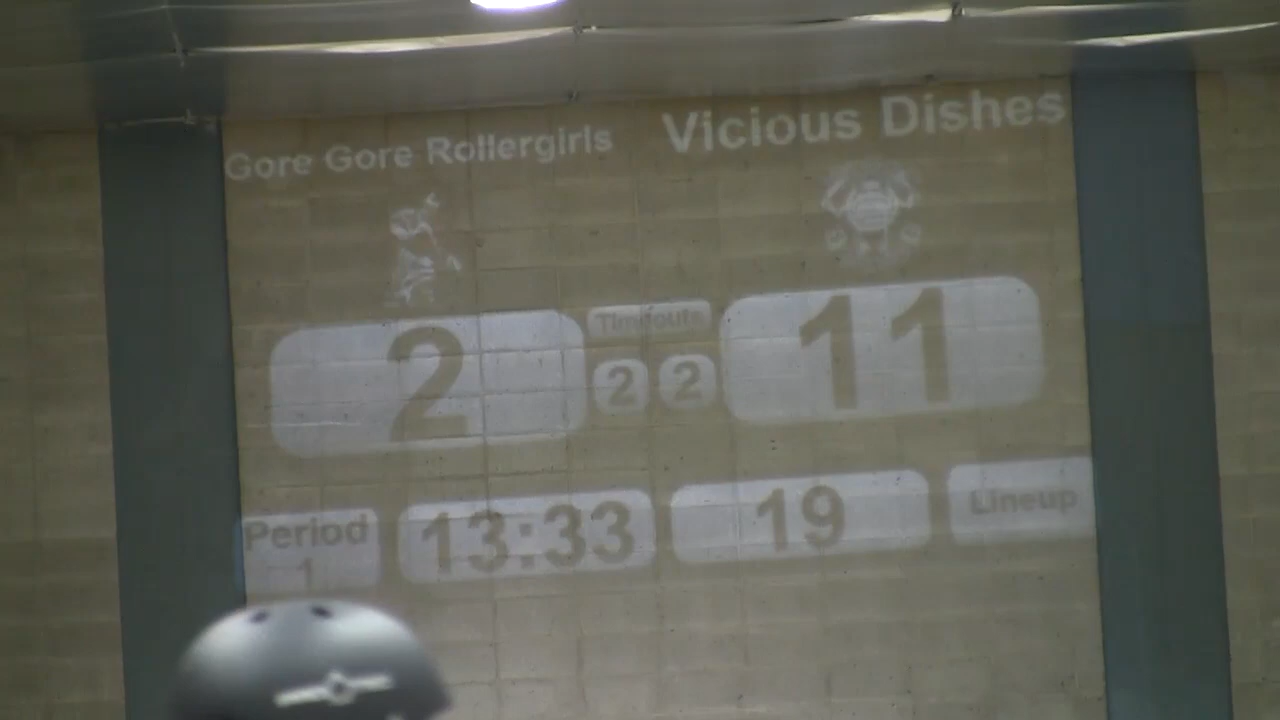 Gore Gore Rollergirls
Vicious Dishes
2
Timeouts
2 2
11
Period
1
13:33
19
Lineup